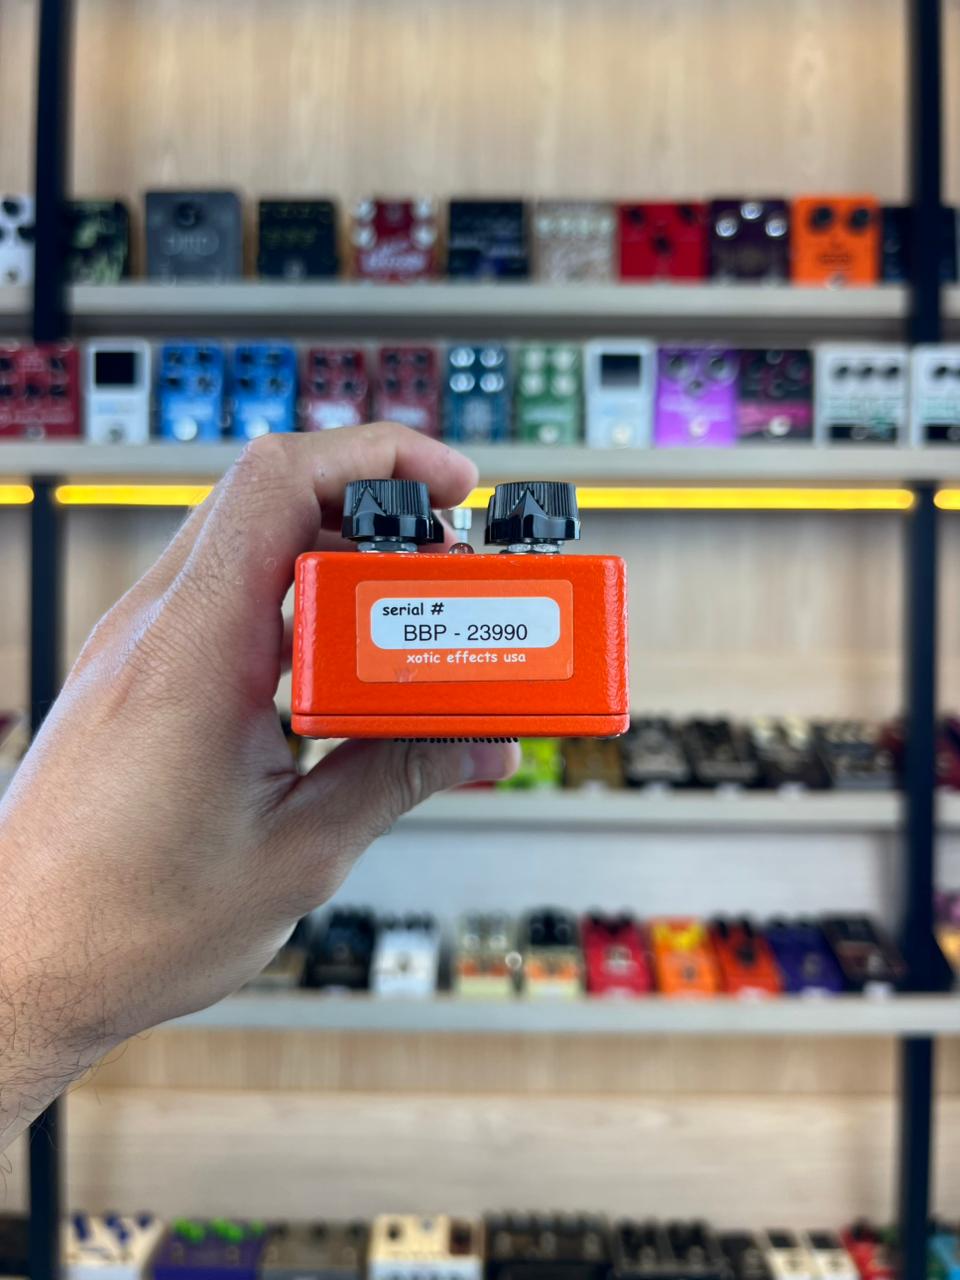 serial #
BBP - 23990
xotic effects usa